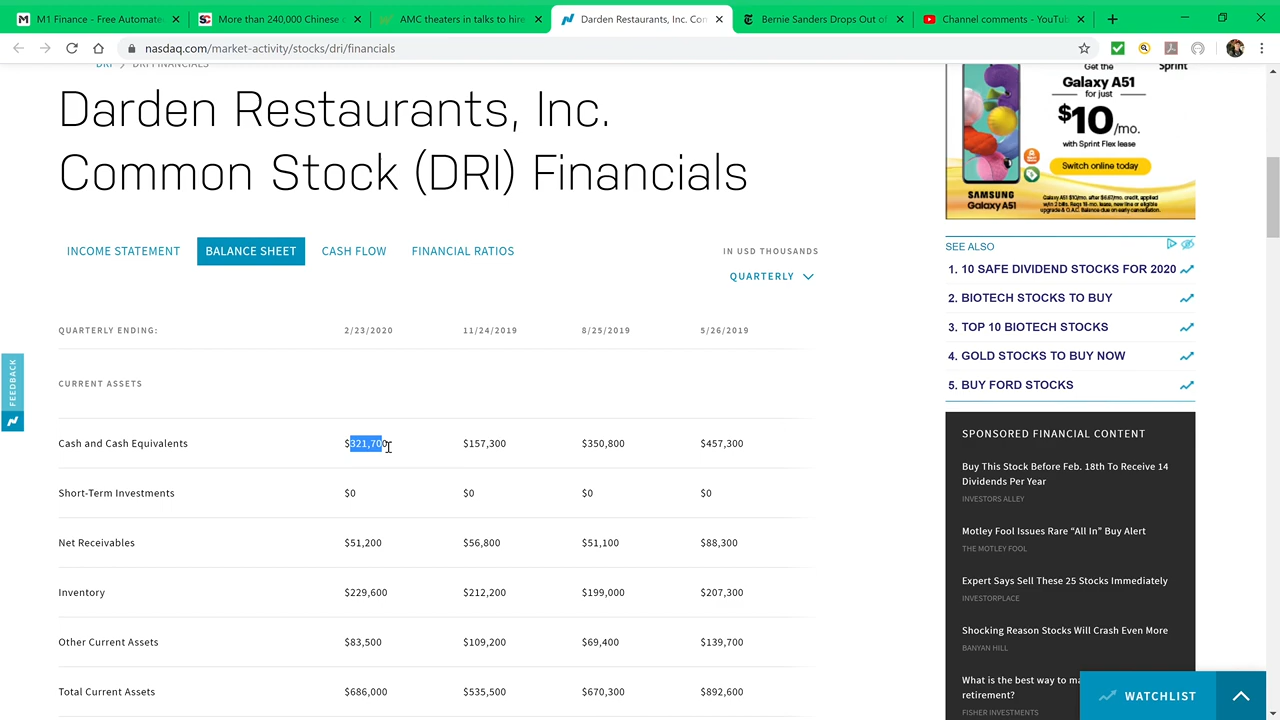 M1 Finance - Free Automated
More than 240,000 Chinese c
AMC theaters in talks to hire
Darden Restaurants, Inc. Com
Bernie Sanders Drops Out of
Channel comments - YouTub
nasdaq.com/market-activity/stocks/dri/financials
DRI > DRI FINANCIALS
Darden Restaurants, Inc.
Common Stock (DRI) Financials
INCOME STATEMENT
BALANCE SHEET
CASH FLOW
FINANCIAL RATIOS
IN USD THOUSANDS
QUARTERLY
QUARTERLY ENDING: 2/23/2020 11/24/2019 8/25/2019 5/26/2019
CURRENT ASSETS
Cash and Cash Equivalents $321,700 $157,300 $350,800 $457,300
Short-Term Investments $0 $0 $0 $0
Net Receivables $51,200 $56,800 $51,100 $88,300
Inventory $229,600 $212,200 $199,000 $207,300
Other Current Assets $83,500 $109,200 $69,400 $139,700
Total Current Assets $686,000 $535,500 $670,300 $892,600
FEEDBACK
Get the
Sprint
Galaxy A51
for just
$10/mo.
with Sprint Flex lease
Switch online today
SAMSUNG
Galaxy A51
SEE ALSO
1. 10 SAFE DIVIDEND STOCKS FOR 2020
2. BIOTECH STOCKS TO BUY
3. TOP 10 BIOTECH STOCKS
4. GOLD STOCKS TO BUY NOW
5. BUY FORD STOCKS
SPONSORED FINANCIAL CONTENT
Buy This Stock Before Feb. 18th To Receive 14
Dividends Per Year
INVESTORS ALLEY
Motley Fool Issues Rare “All In” Buy Alert
THE MOTLEY FOOL
Expert Says Sell These 25 Stocks Immediately
INVESTORPLACE
Shocking Reason Stocks Will Crash Even More
BANYAN HILL
What is the best way to ma
retirement?
FISHER INVESTMENTS
WATCHLIST